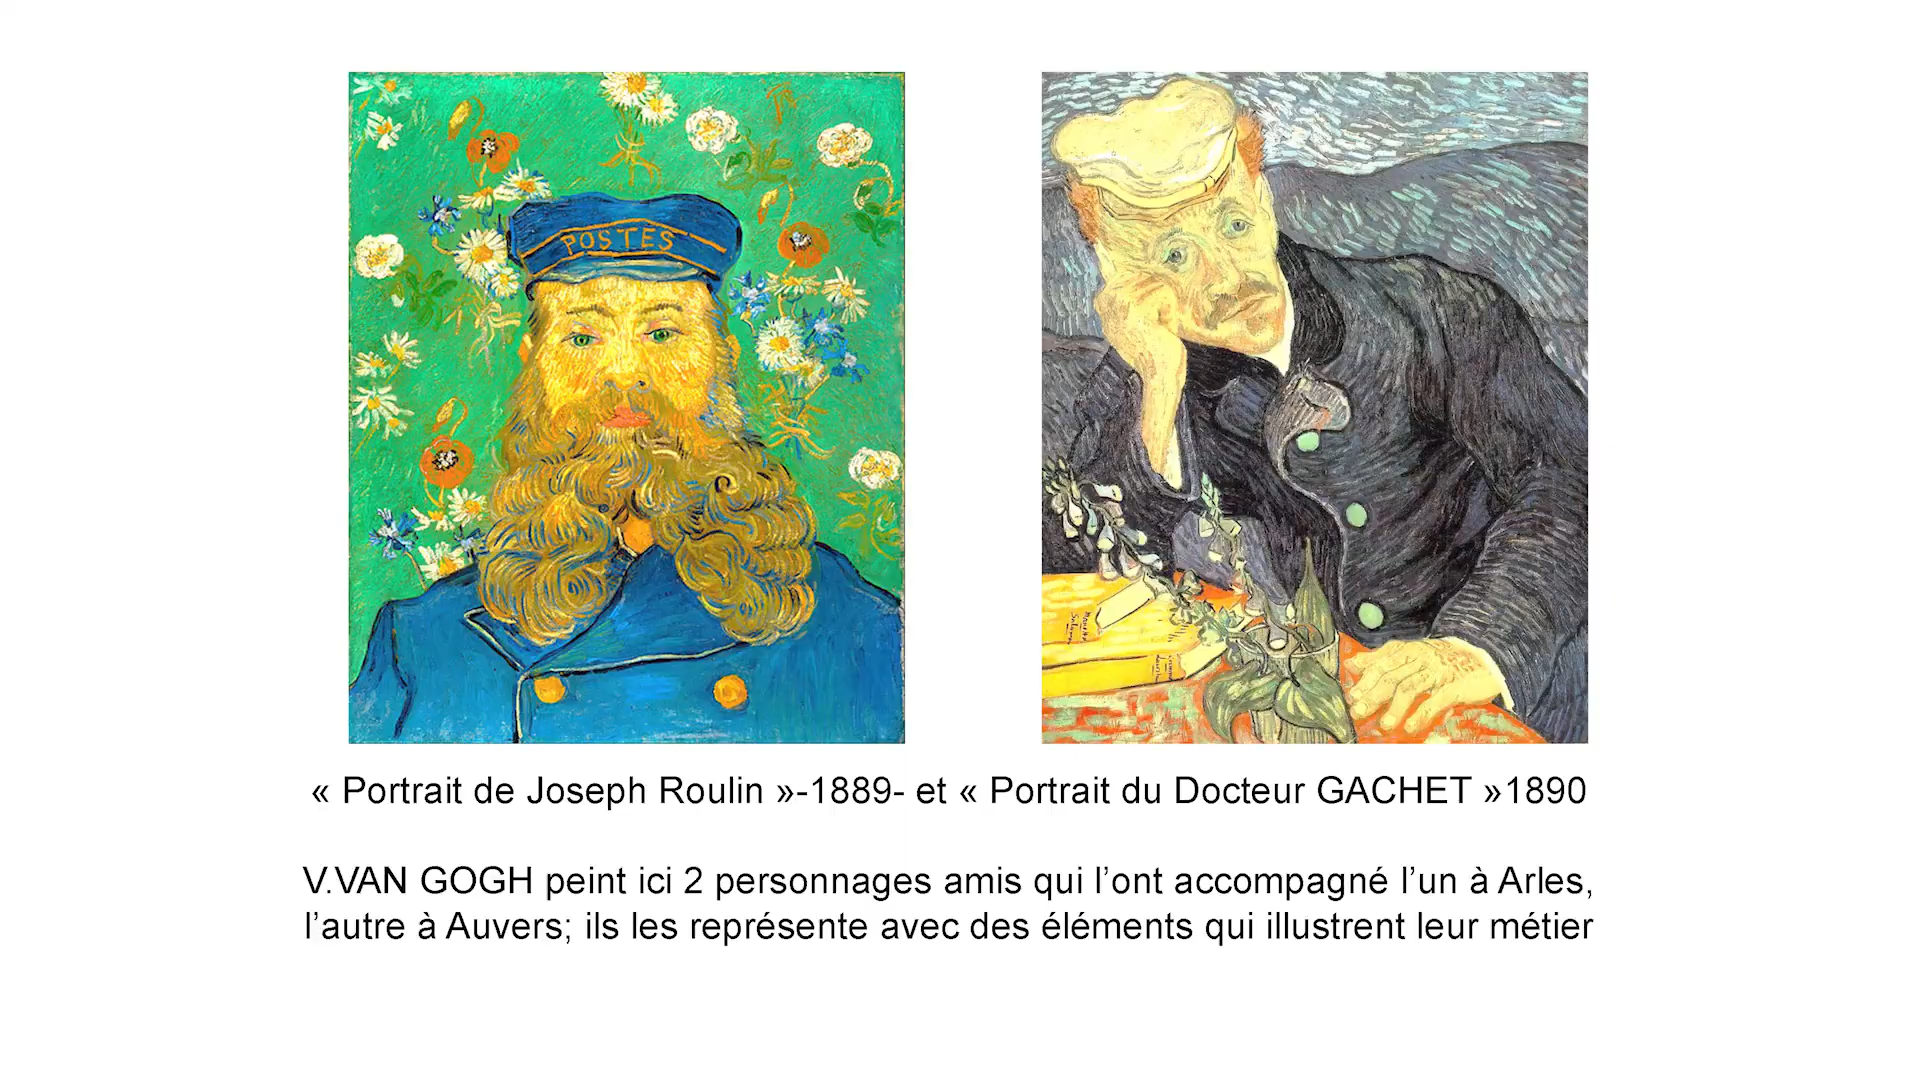 POSTES
« Portrait de Joseph Roulin »-1889- et « Portrait du Docteur GACHET »1890
V.VAN GOGH peint ici 2 personnages amis qui l’ont accompagné l’un à Arles,
l’autre à Auvers; ils les représente avec des éléments qui illustrent leur métier